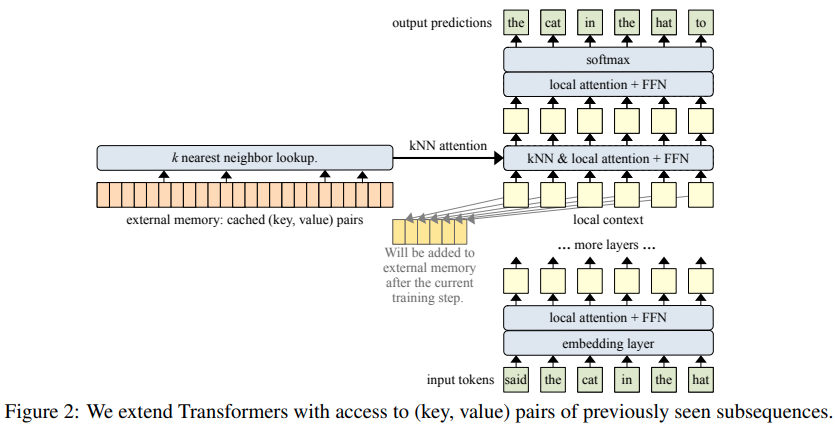 output predictions the cat in the hat to
softmax
local attention + FFN
kNN attention
k nearest neighbor lookup.
kNN & local attention + FFN
external memory: cached (key, value) pairs
local context
Will be added to
external memory
after the current
training step.
... more layers ...
local attention + FFN
embedding layer
input tokens said the cat in the hat
Figure 2: We extend Transformers with access to (key, value) pairs of previously seen subsequences.